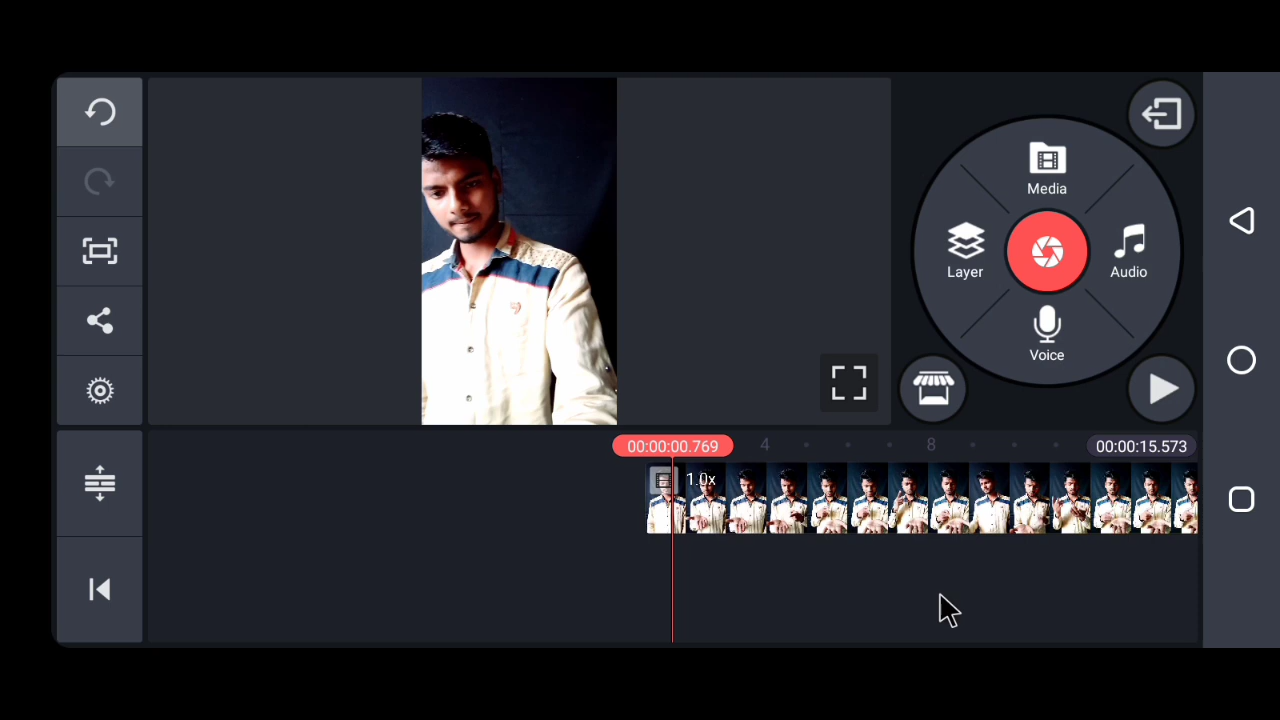 Media
Layer
Audio
Voice
00:00:00.769
4
8
00:00:15.573
1.0x